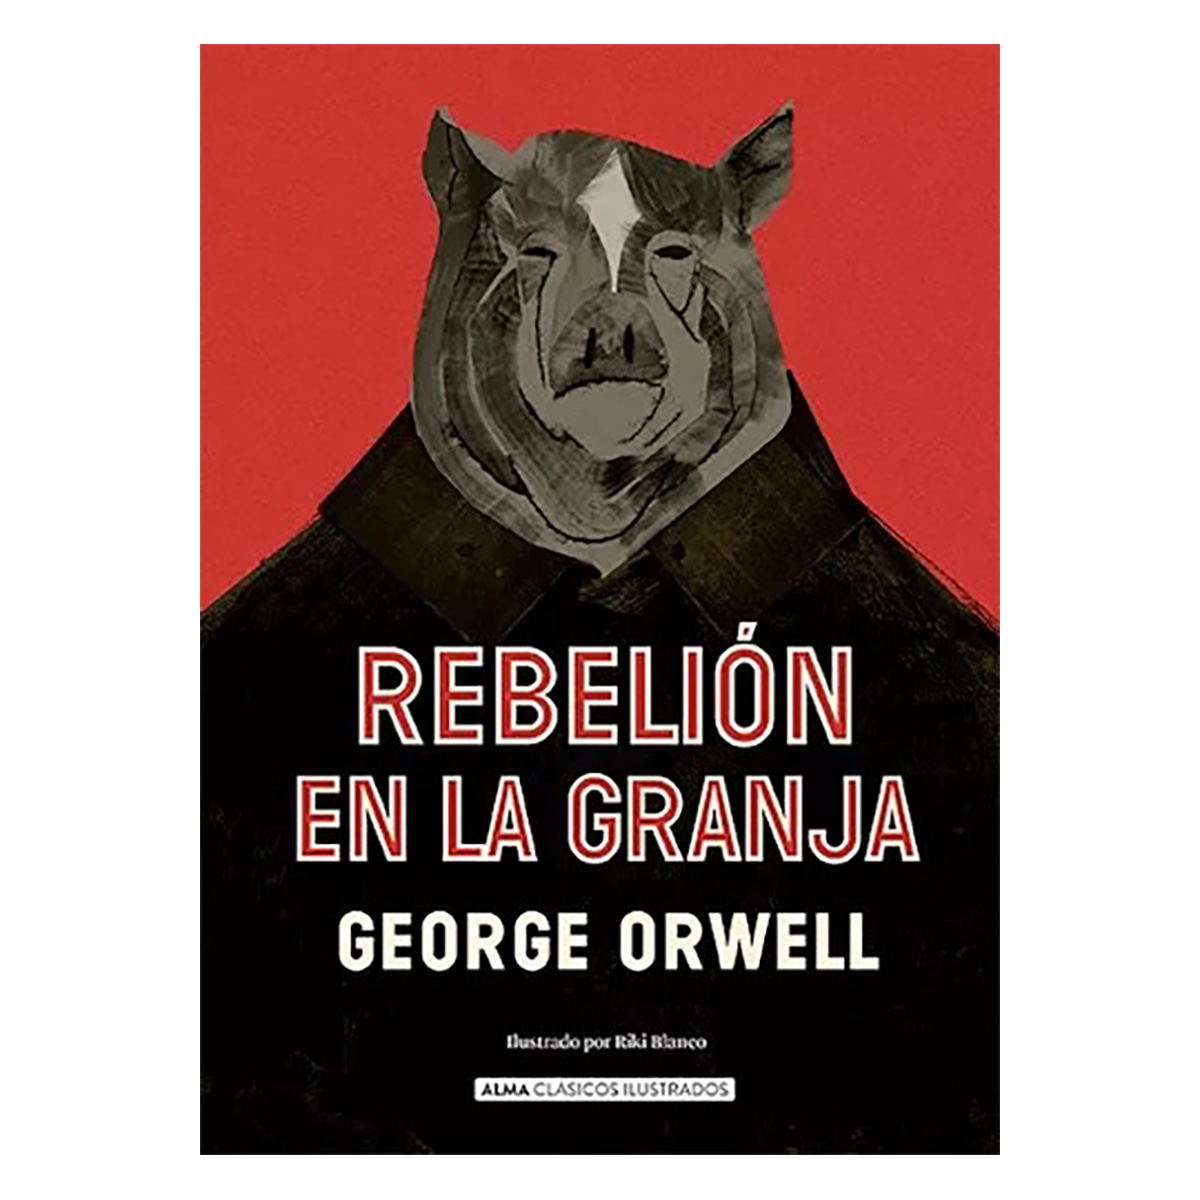 REBELIÓN
EN LA GRANJA
GEORGE ORWELL
Ilustrado por Riki Blanco
ALMA CLÁSICOS ILUSTRADOS